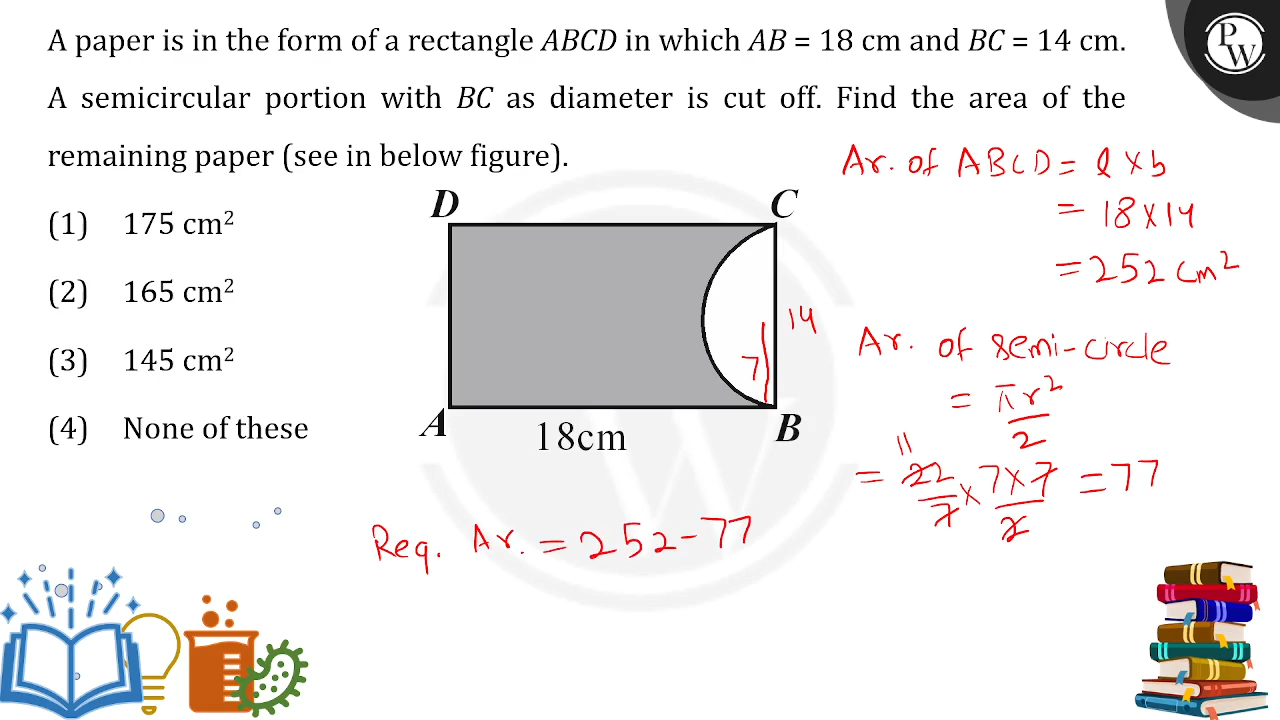 A paper is in the form of a rectangle ABCD in which AB = 18 cm and BC = 14 cm.
A semicircular portion with BC as diameter is cut off. Find the area of the
remaining paper (see in below figure).
(1) 175 cm²
(2) 165 cm²
(3) 145 cm²
(4) None of these
D
C
A
B
18cm
14
7
Ar. of ABCD = l × b
= 18 × 14
= 252 cm²
Ar. of semi-circle
= πr²/2
11
= 22/7 × 7×7/2 = 77
Req. Ar. = 252 - 77
PW